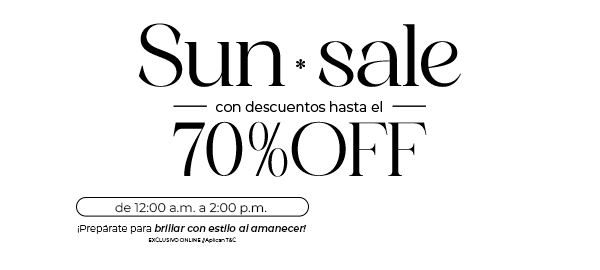 Sun * sale
con descuentos hasta el
70%OFF
de 12:00 a.m. a 2:00 p.m.
¡Prepárate para brillar con estilo al amanecer!
EXCLUSIVO ONLINE //Aplican T&C